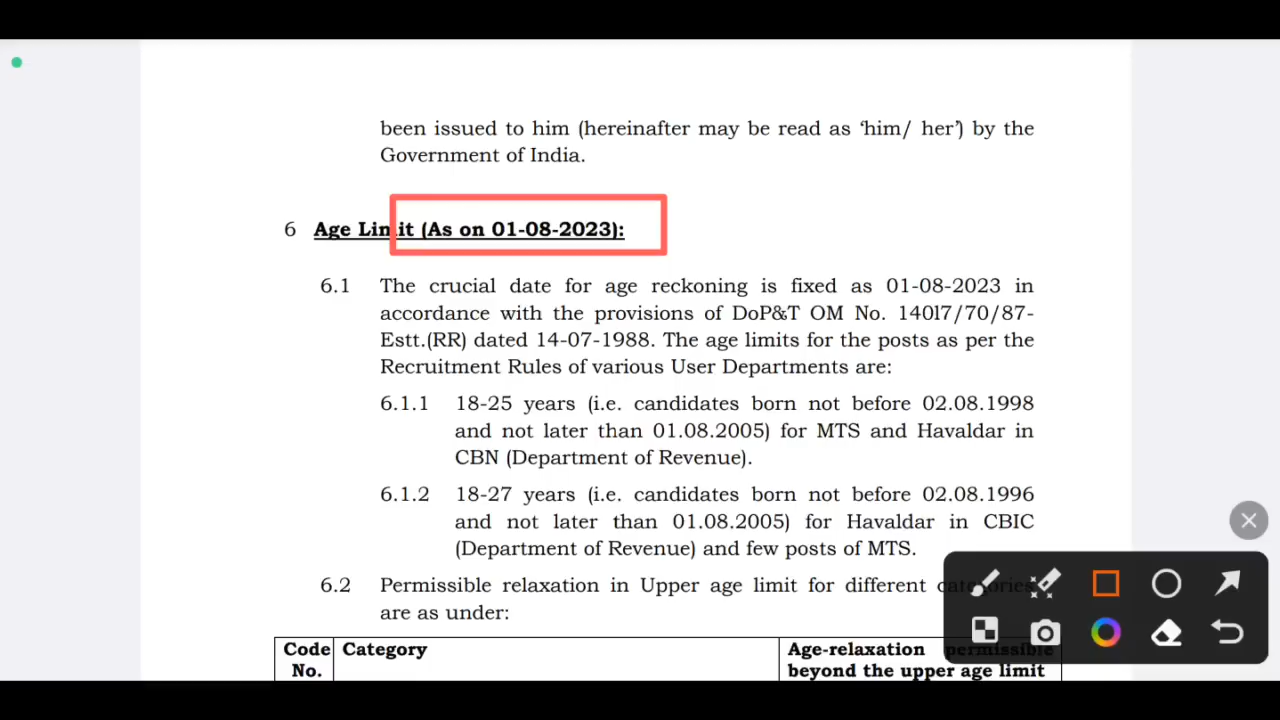 been issued to him (hereinafter may be read as ‘him/ her’) by the
Government of India.
6 Age Limit (As on 01-08-2023):
6.1 The crucial date for age reckoning is fixed as 01-08-2023 in
accordance with the provisions of DoP&T OM No. 14017/70/87-
Estt.(RR) dated 14-07-1988. The age limits for the posts as per the
Recruitment Rules of various User Departments are:
6.1.1 18-25 years (i.e. candidates born not before 02.08.1998
and not later than 01.08.2005) for MTS and Havaldar in
CBN (Department of Revenue).
6.1.2 18-27 years (i.e. candidates born not before 02.08.1996
and not later than 01.08.2005) for Havaldar in CBIC
(Department of Revenue) and few posts of MTS.
6.2 Permissible relaxation in Upper age limit for different categories
are as under:
Code Category Age-relaxation permissible
No. beyond the upper age limit